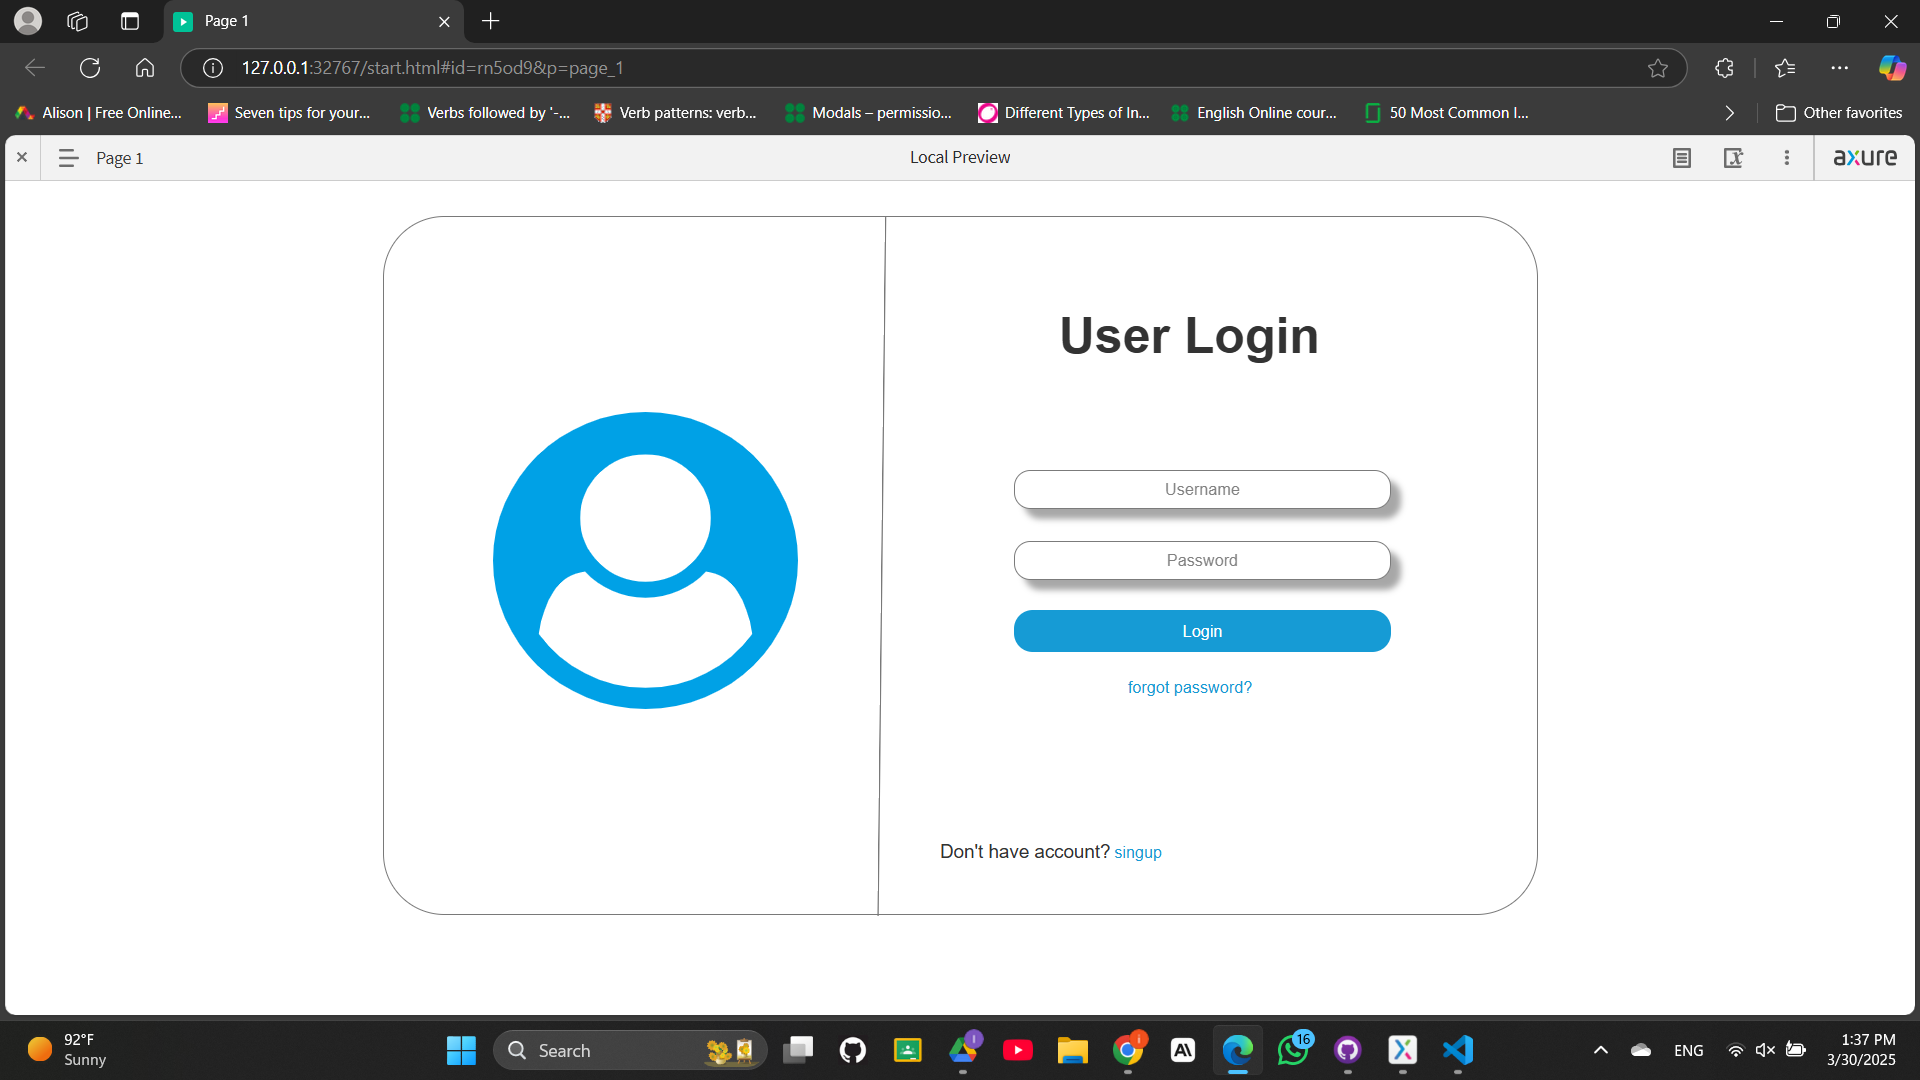 Page 1
127.0.0.1:32767/start.html#id=rn5od9&p=page_1
Alison | Free Online... Seven tips for your... Verbs followed by '-... Verb patterns: verb... Modals – permissio... Different Types of In... English Online cour... 50 Most Common I... Other favorites
Page 1 Local Preview axure
User Login
Username
Password
Login
forgot password?
Don't have account? singup
92°F
Sunny
Search
16
ENG
1:37 PM
3/30/2025